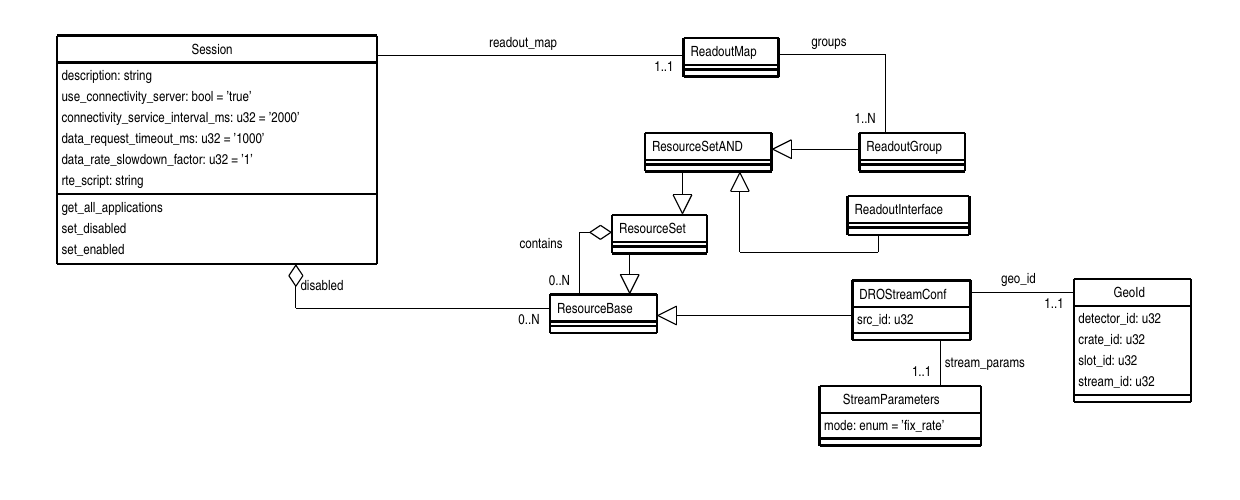 Session
description: string
use_connectivity_server: bool = 'true'
connectivity_service_interval_ms: u32 = '2000'
data_request_timeout_ms: u32 = '1000'
data_rate_slowdown_factor: u32 = '1'
rte_script: string
get_all_applications
set_disabled
set_enabled
readout_map
1..1
ReadoutMap
groups
1..N
ResourceSetAND
ReadoutGroup
ReadoutInterface
ResourceSet
contains
0..N
disabled
0..N
ResourceBase
DROStreamConf
src_id: u32
geo_id
1..1
GeoId
detector_id: u32
crate_id: u32
slot_id: u32
stream_id: u32
stream_params
1..1
StreamParameters
mode: enum = 'fix_rate'